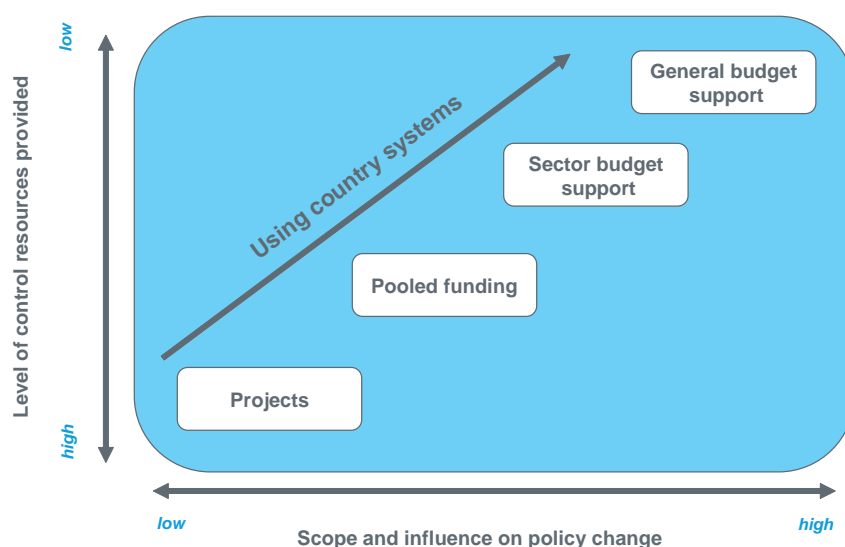 low
General budget
support
Level of control resources provided
Using country systems
Sector budget
support
Pooled funding
Projects
high
low
high
Scope and influence on policy change